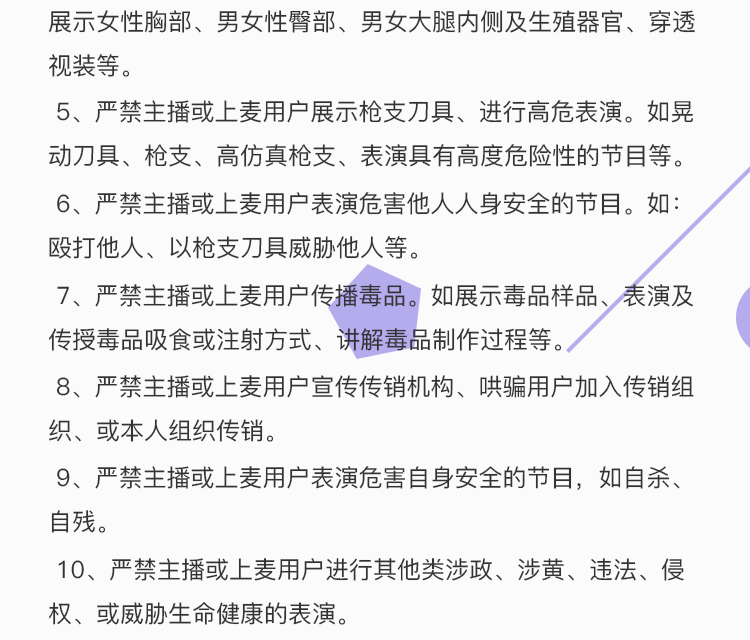 展示女性胸部、男女性臀部、男女大腿内侧及生殖器官、穿透
视装等。
5、严禁主播或上麦用户展示枪支刀具、进行高危表演。如晃
动刀具、枪支、高仿真枪支、表演具有高度危险性的节目等。
6、严禁主播或上麦用户表演危害他人人身安全的节目。如：
殴打他人、以枪支刀具威胁他人等。
7、严禁主播或上麦用户传播毒品。如展示毒品样品、表演及
传授毒品吸食或注射方式、讲解毒品制作过程等。
8、严禁主播或上麦用户宣传传销机构、哄骗用户加入传销组
织、或本人组织传销。
9、严禁主播或上麦用户表演危害自身安全的节目，如自杀、
自残。
10、严禁主播或上麦用户进行其他类涉政、涉黄、违法、侵
权、或威胁生命健康的表演。